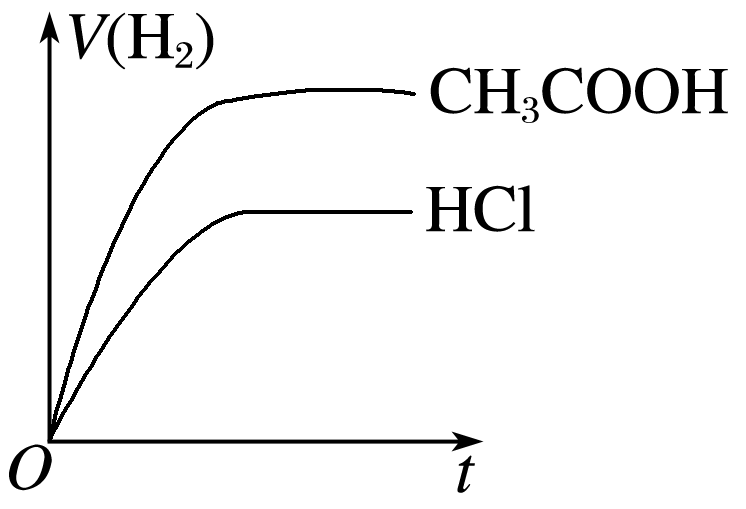 V(H₂)
CH₃COOH
HCl
O
t